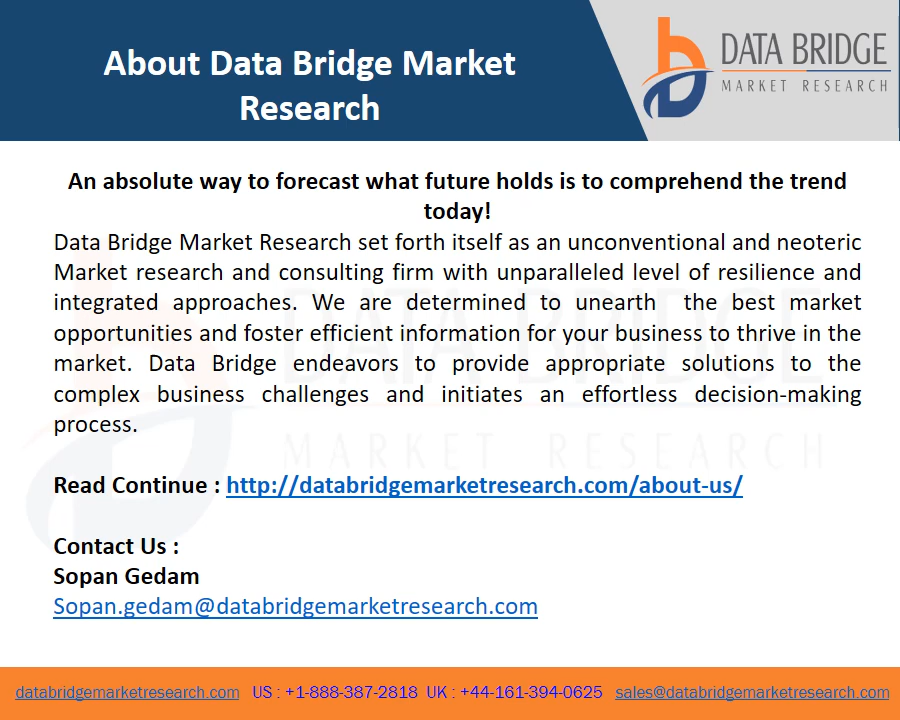 About Data Bridge Market
Research
DATA BRIDGE
MARKET RESEARCH
An absolute way to forecast what future holds is to comprehend the trend
today!
Data Bridge Market Research set forth itself as an unconventional and neoteric
Market research and consulting firm with unparalleled level of resilience and
integrated approaches. We are determined to unearth  the best market
opportunities and foster efficient information for your business to thrive in the
market. Data Bridge endeavors to provide appropriate solutions to the
complex business challenges and initiates an effortless decision-making
process.
DATA BRIDGE
MARKET RESEARCH
Read Continue : http://databridgemarketresearch.com/about-us/
Contact Us :
Sopan Gedam
Sopan.gedam@databridgemarketresearch.com
databridgemarketresearch.com US : +1-888-387-2818 UK : +44-161-394-0625 sales@databridgemarketresearch.com